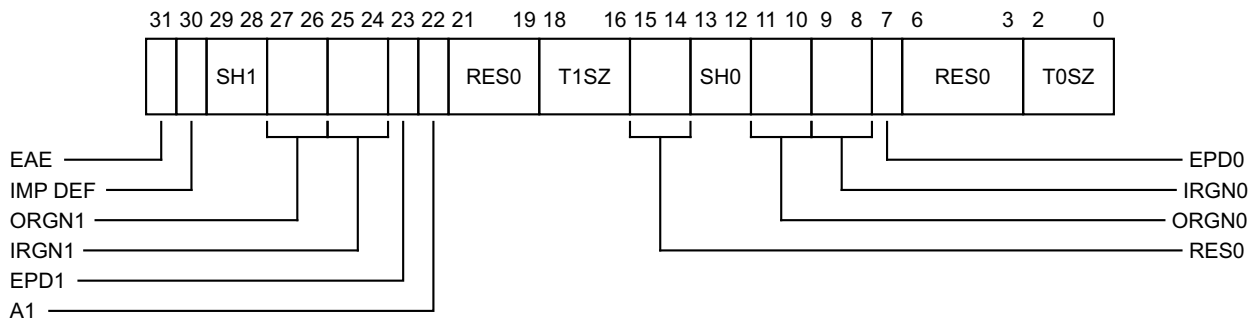 31 30 29 28 27 26 25 24 23 22 21 19 18 16 15 14 13 12 11 10 9 8 7 6 3 2 0
SH1 RES0 T1SZ SH0 RES0 T0SZ
EAE EPD0
IMP DEF IRGN0
ORGN1 ORGN0
IRGN1 RES0
EPD1
A1